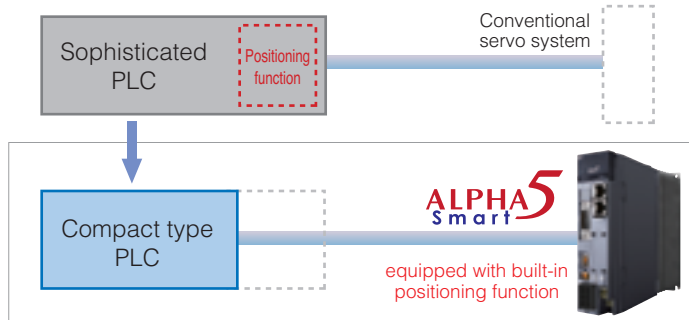 Conventional
servo system
Sophisticated
PLC
Positioning
function
Compact type
PLC
ALPHA5
Smart
equipped with built-in
positioning function